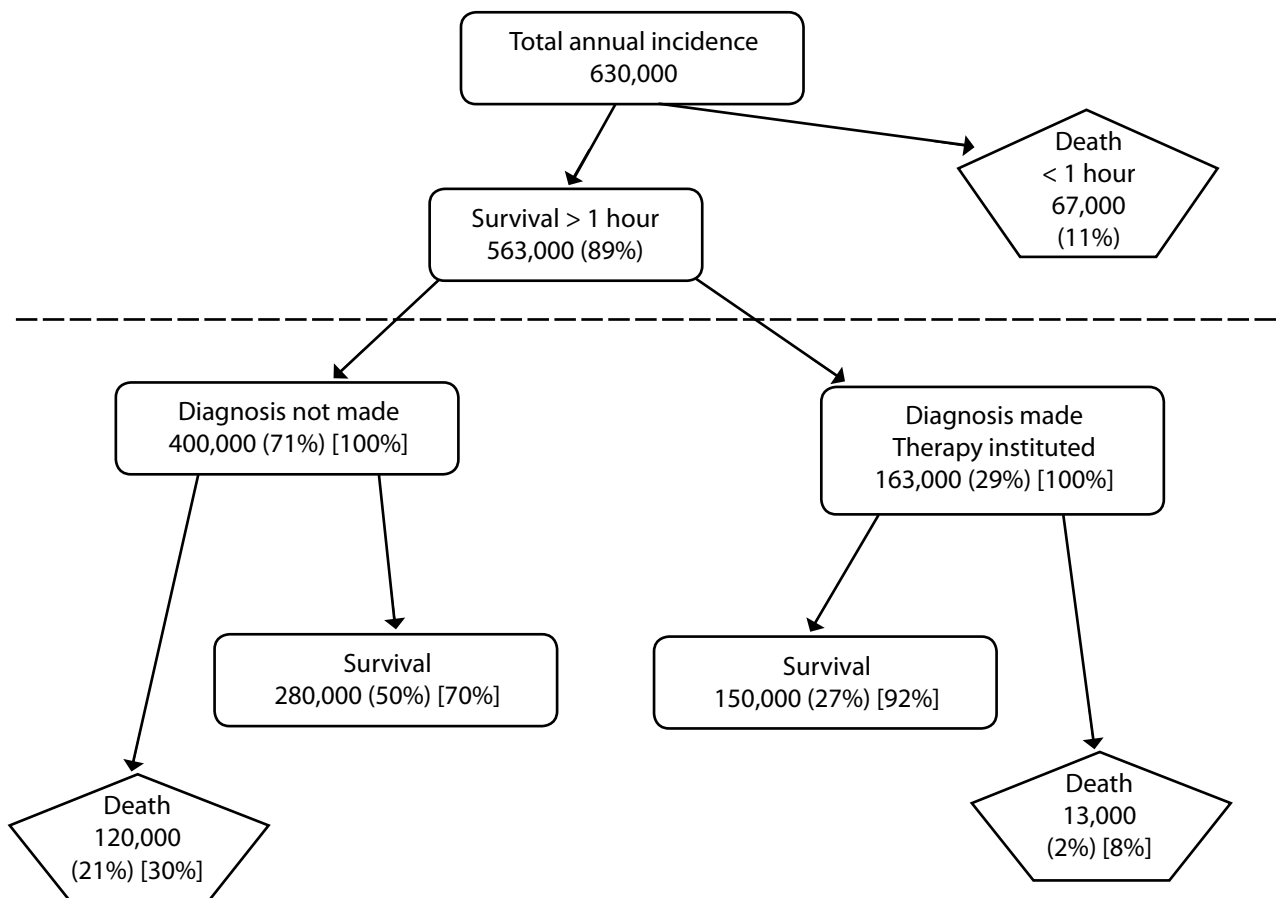 Total annual incidence
630,000
Death
< 1 hour
67,000
(11%)
Survival > 1 hour
563,000 (89%)
Diagnosis not made
400,000 (71%) [100%]
Diagnosis made
Therapy instituted
163,000 (29%) [100%]
Survival
280,000 (50%) [70%]
Survival
150,000 (27%) [92%]
Death
120,000
(21%) [30%]
Death
13,000
(2%) [8%]